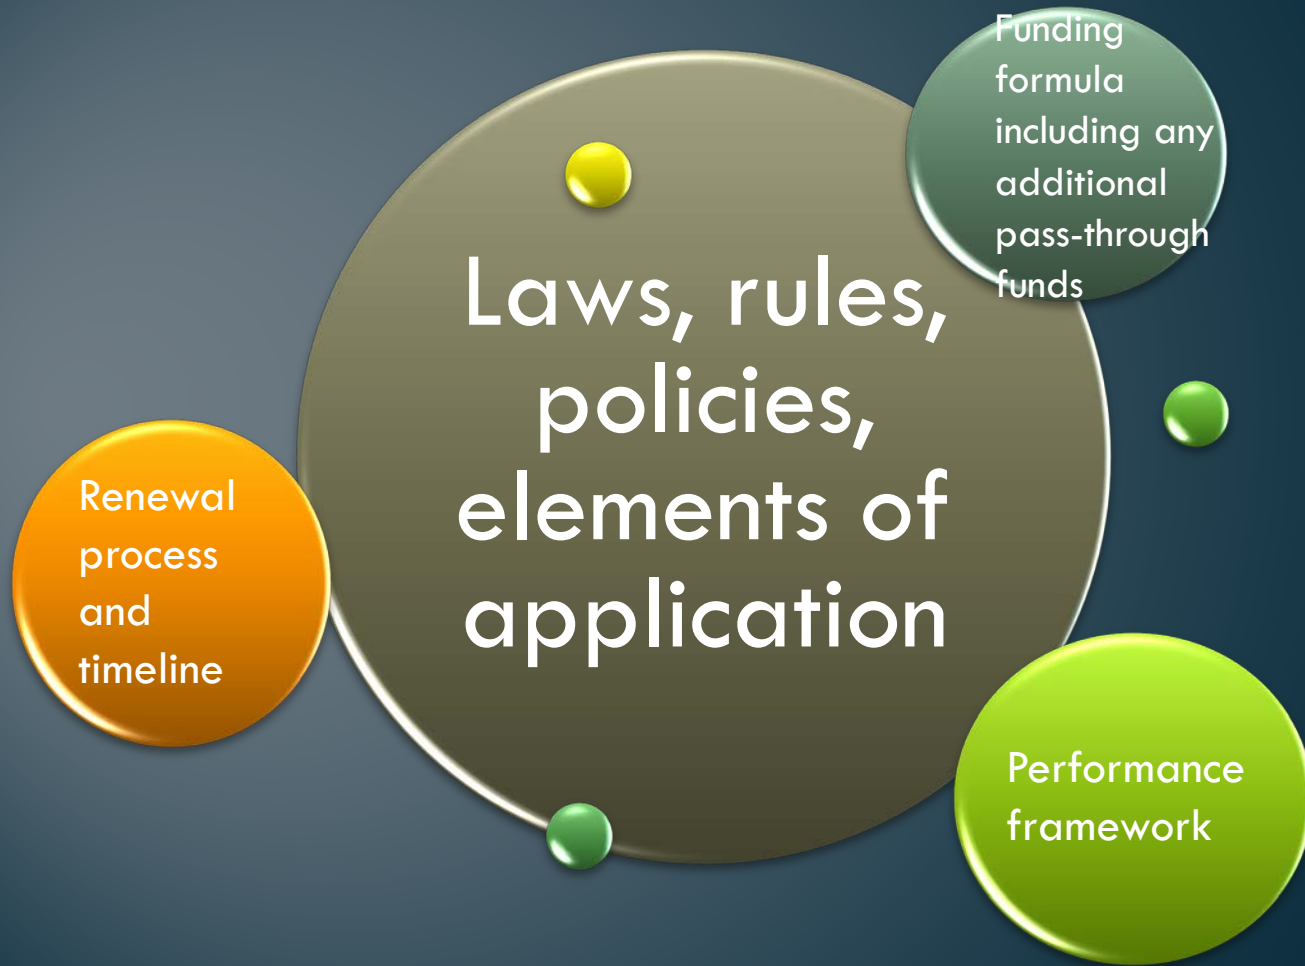 Funding
formula
including any
additional
pass-through
funds
Laws, rules,
policies,
elements of
application
Renewal
process
and
timeline
Performance
framework